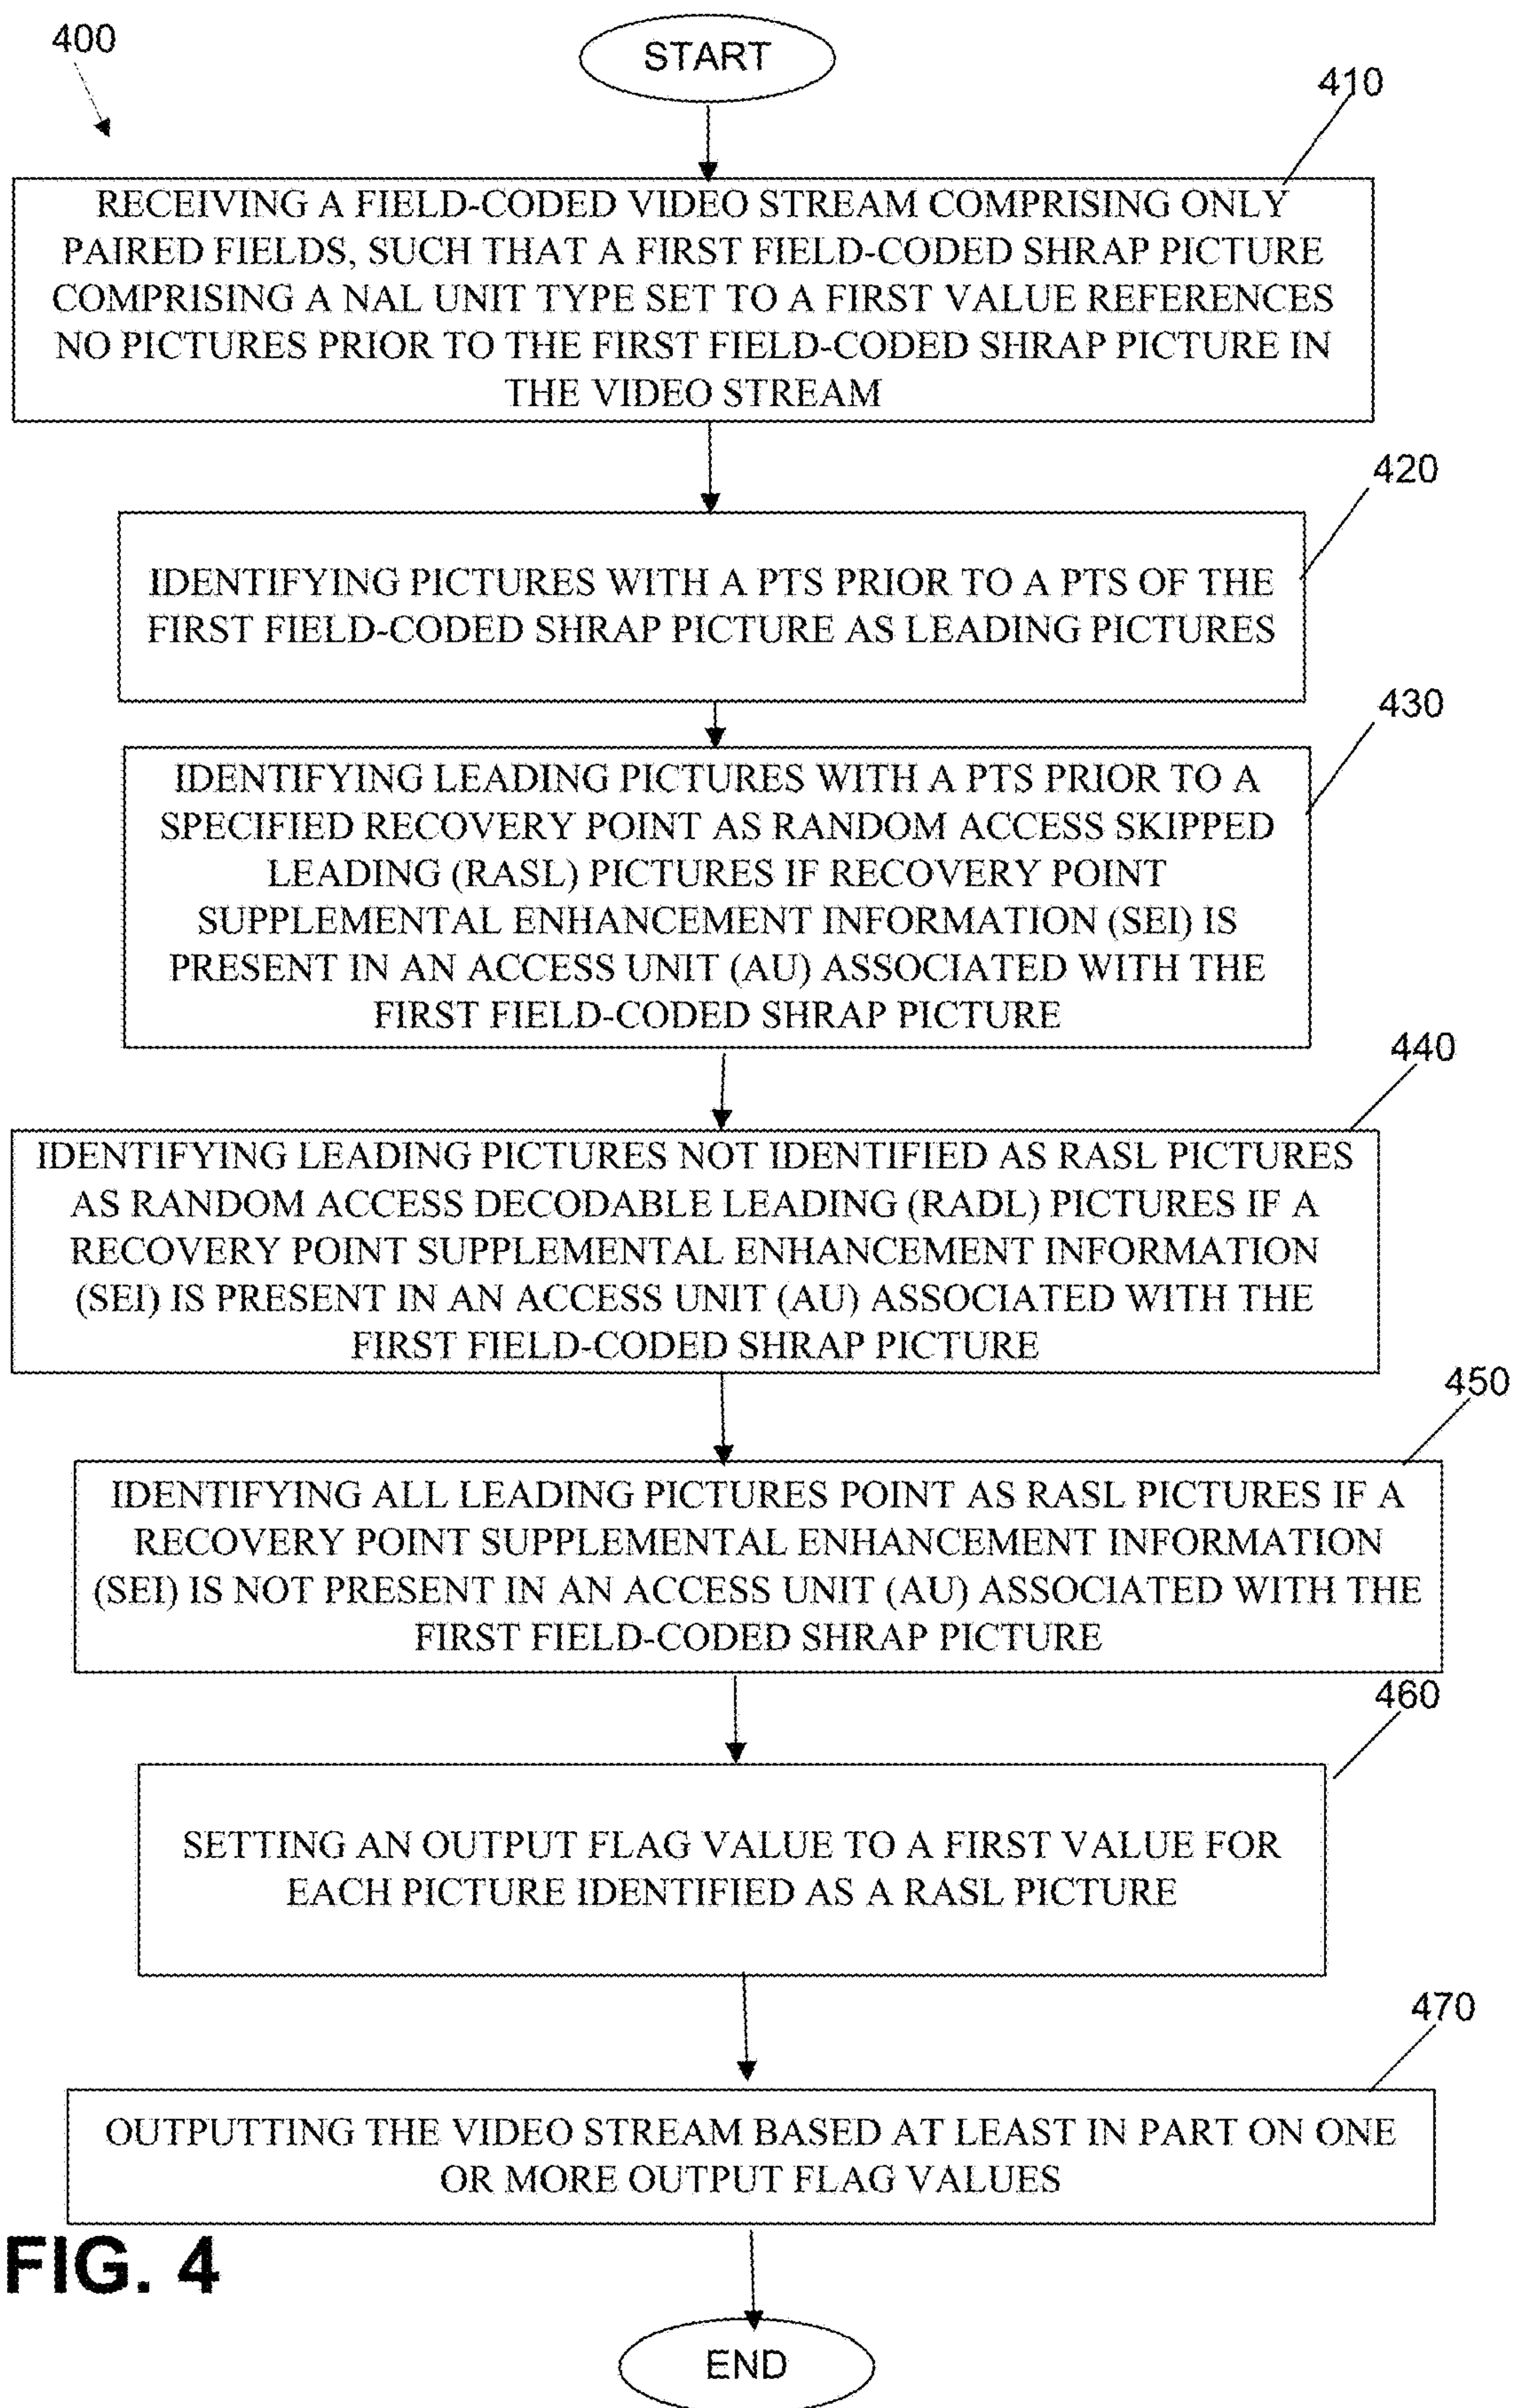 400
START
410
RECEIVING A FIELD-CODED VIDEO STREAM COMPRISING ONLY
PAIRED FIELDS, SUCH THAT A FIRST FIELD-CODED SHRAP PICTURE
COMPRISING A NAL UNIT TYPE SET TO A FIRST VALUE REFERENCES
NO PICTURES PRIOR TO THE FIRST FIELD-CODED SHRAP PICTURE IN
THE VIDEO STREAM
420
IDENTIFYING PICTURES WITH A PTS PRIOR TO A PTS OF THE
FIRST FIELD-CODED SHRAP PICTURE AS LEADING PICTURES
430
IDENTIFYING LEADING PICTURES WITH A PTS PRIOR TO A
SPECIFIED RECOVERY POINT AS RANDOM ACCESS SKIPPED
LEADING (RASL) PICTURES IF RECOVERY POINT
SUPPLEMENTAL ENHANCEMENT INFORMATION (SEI) IS
PRESENT IN AN ACCESS UNIT (AU) ASSOCIATED WITH THE
FIRST FIELD-CODED SHRAP PICTURE
440
IDENTIFYING LEADING PICTURES NOT IDENTIFIED AS RASL PICTURES
AS RANDOM ACCESS DECODABLE LEADING (RADL) PICTURES IF A
RECOVERY POINT SUPPLEMENTAL ENHANCEMENT INFORMATION
(SEI) IS PRESENT IN AN ACCESS UNIT (AU) ASSOCIATED WITH THE
FIRST FIELD-CODED SHRAP PICTURE
450
IDENTIFYING ALL LEADING PICTURES POINT AS RASL PICTURES IF A
RECOVERY POINT SUPPLEMENTAL ENHANCEMENT INFORMATION
(SEI) IS NOT PRESENT IN AN ACCESS UNIT (AU) ASSOCIATED WITH THE
FIRST FIELD-CODED SHRAP PICTURE
460
SETTING AN OUTPUT FLAG VALUE TO A FIRST VALUE FOR
EACH PICTURE IDENTIFIED AS A RASL PICTURE
470
OUTPUTTING THE VIDEO STREAM BASED AT LEAST IN PART ON ONE
OR MORE OUTPUT FLAG VALUES
FIG. 4
END